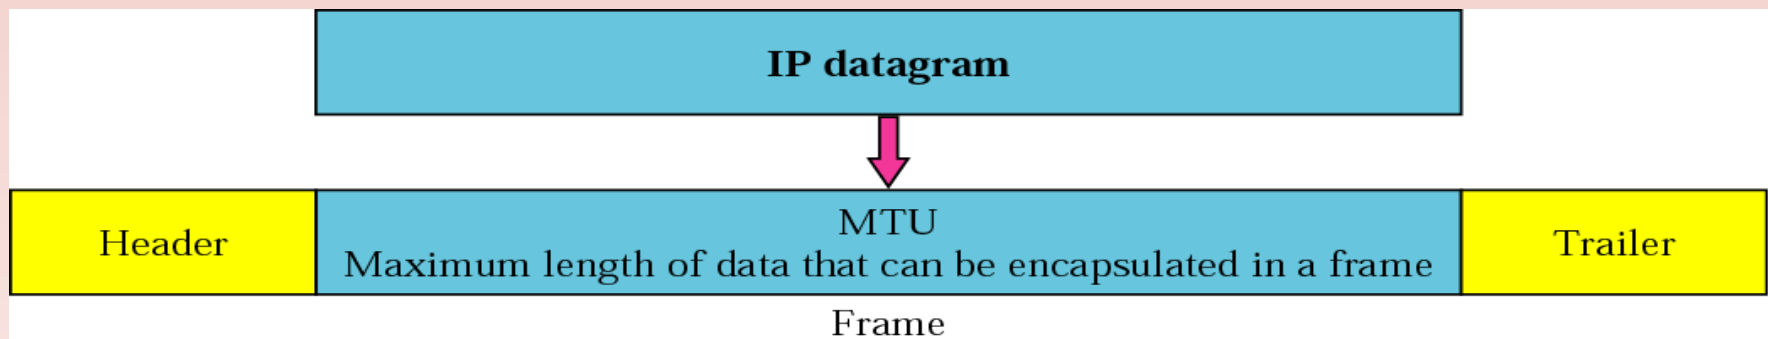 IP datagram
Header
MTU
Maximum length of data that can be encapsulated in a frame
Trailer
Frame